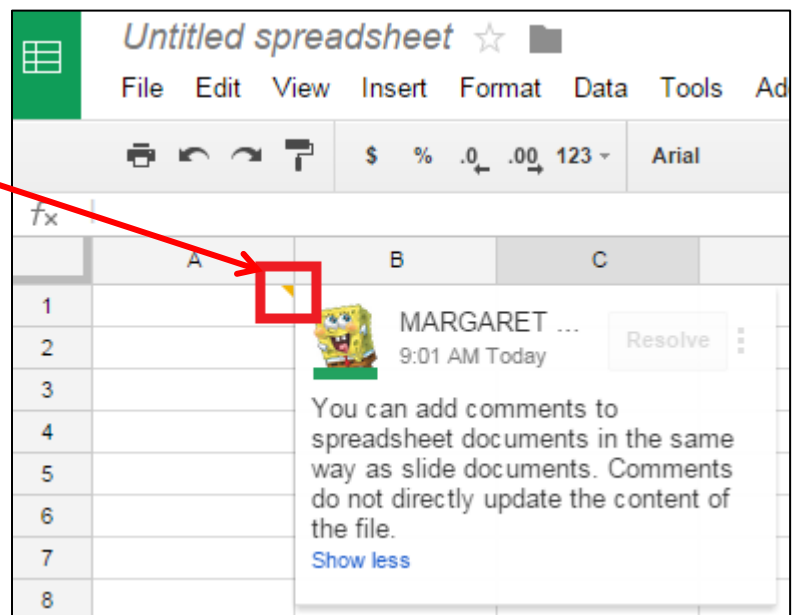 Untitled spreadsheet
File Edit View Insert Format Data Tools Ad
$ % .0 .00 123 Arial
fx
A B C
1
MARGARET ...
9:01 AM Today
Resolve
2
3
You can add comments to
4
spreadsheet documents in the same
5
way as slide documents. Comments
6
do not directly update the content of
the file.
7
Show less
8